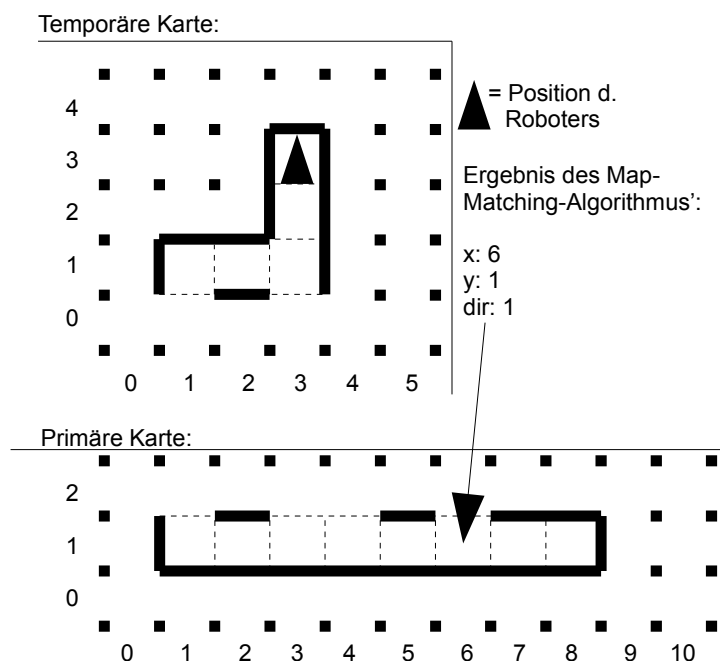 Temporäre Karte:
4
3
2
1
0
0 1 2 3 4 5
= Position d.
Roboters
Ergebnis des Map-
Matching-Algorithmus’:
x: 6
y: 1
dir: 1
Primäre Karte:
2
1
0
0 1 2 3 4 5 6 7 8 9 10